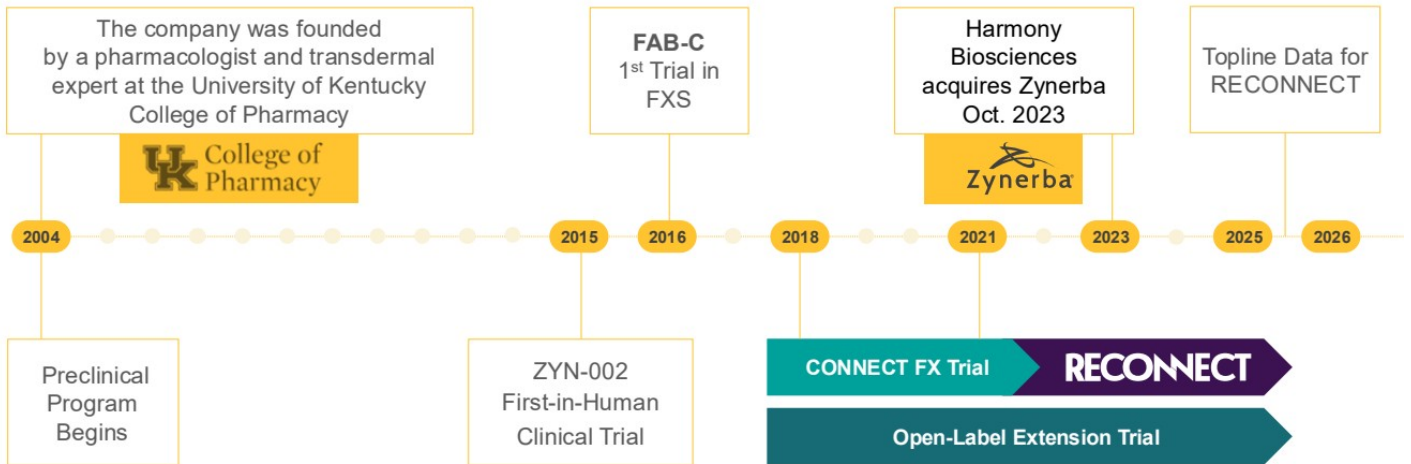 The company was founded
by a pharmacologist and transdermal
expert at the University of Kentucky
College of Pharmacy
UK College of
Pharmacy
FAB-C
1st Trial in
FXS
Harmony
Biosciences
acquires Zynerba
Oct. 2023
Zynerba
Topline Data for
RECONNECT
2004
2015
2016
2018
2021
2023
2025
2026
Preclinical
Program
Begins
ZYN-002
First-in-Human
Clinical Trial
CONNECT FX Trial
RECONNECT
Open-Label Extension Trial